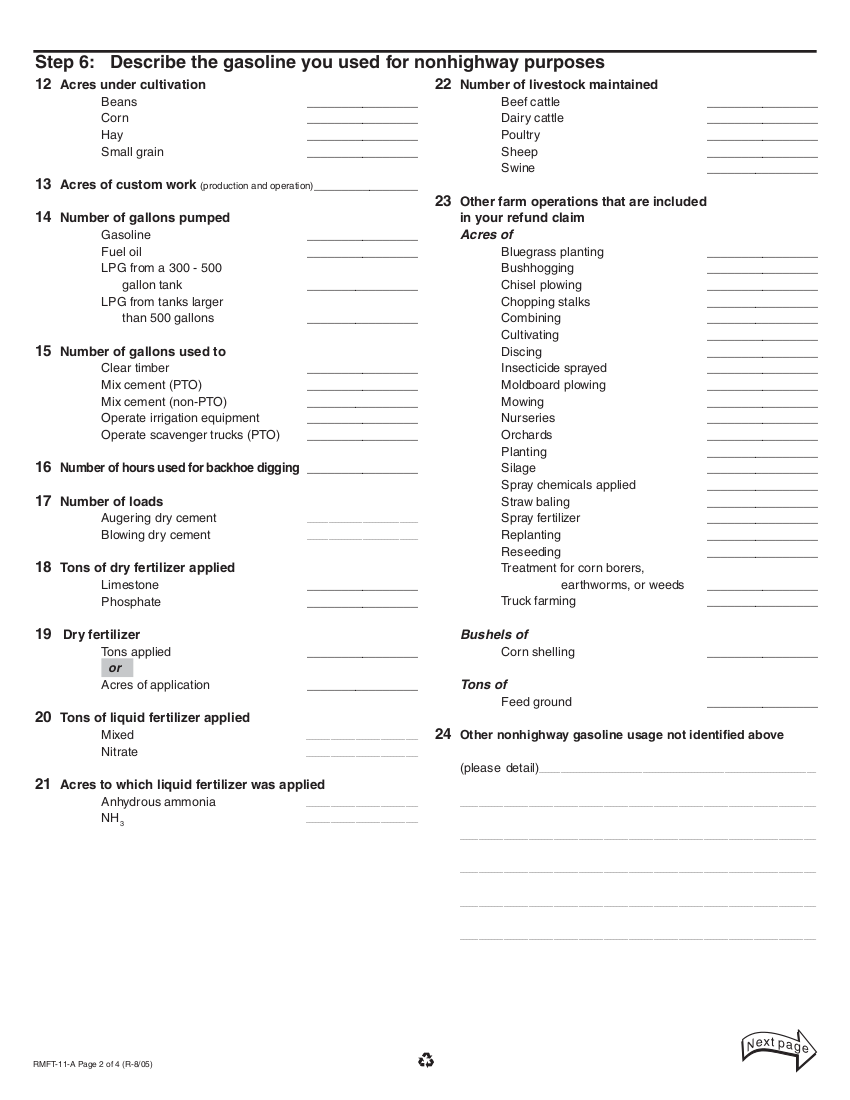 Step 6: Describe the gasoline you used for nonhighway purposes
12 Acres under cultivation
Beans
Corn
Hay
Small grain
13 Acres of custom work (production and operation)
14 Number of gallons pumped
Gasoline
Fuel oil
LPG from a 300 - 500
gallon tank
LPG from tanks larger
than 500 gallons
15 Number of gallons used to
Clear timber
Mix cement (PTO)
Mix cement (non-PTO)
Operate irrigation equipment
Operate scavenger trucks (PTO)
16 Number of hours used for backhoe digging
17 Number of loads
Augering dry cement
Blowing dry cement
18 Tons of dry fertilizer applied
Limestone
Phosphate
19 Dry fertilizer
Tons applied
or
Acres of application
20 Tons of liquid fertilizer applied
Mixed
Nitrate
21 Acres to which liquid fertilizer was applied
Anhydrous ammonia
NH3
22 Number of livestock maintained
Beef cattle
Dairy cattle
Poultry
Sheep
Swine
23 Other farm operations that are included
in your refund claim
Acres of
Bluegrass planting
Bushhogging
Chisel plowing
Chopping stalks
Combining
Cultivating
Discing
Insecticide sprayed
Moldboard plowing
Mowing
Nurseries
Orchards
Planting
Silage
Spray chemicals applied
Straw baling
Spray fertilizer
Replanting
Reseeding
Treatment for corn borers,
earthworms, or weeds
Truck farming
Bushels of
Corn shelling
Tons of
Feed ground
24 Other nonhighway gasoline usage not identified above
(please detail)
RMFT-11-A Page 2 of 4 (R-8/05)
Next page